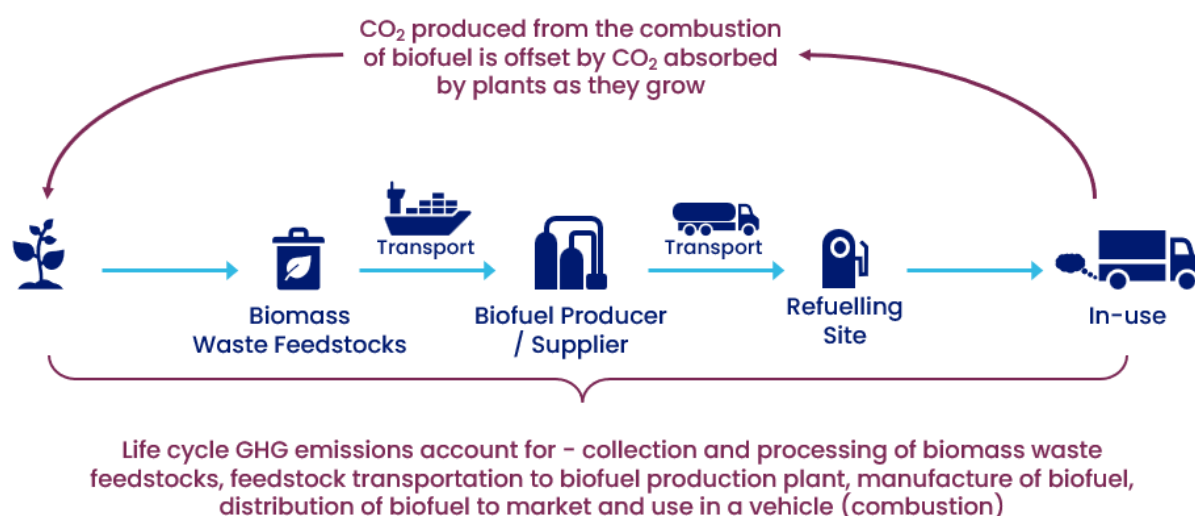 CO₂ produced from the combustion
of biofuel is offset by CO₂ absorbed
by plants as they grow
Transport
Transport
Biomass
Waste Feedstocks
Biofuel Producer
/ Supplier
Refuelling
Site
In-use
Life cycle GHG emissions account for - collection and processing of biomass waste
feedstocks, feedstock transportation to biofuel production plant, manufacture of biofuel,
distribution of biofuel to market and use in a vehicle (combustion)